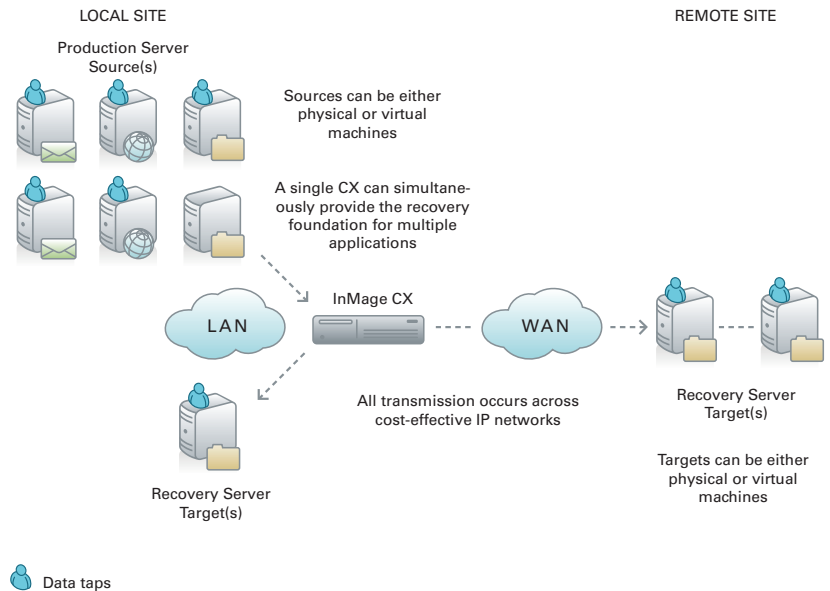 LOCAL SITE
REMOTE SITE
Production Server
Source(s)
Sources can be either
physical or virtual
machines
A single CX can simultane-
ously provide the recovery
foundation for multiple
applications
InMage CX
LAN
WAN
All transmission occurs across
cost-effective IP networks
Recovery Server
Target(s)
Targets can be either
physical or virtual
machines
Recovery Server
Target(s)
Data taps